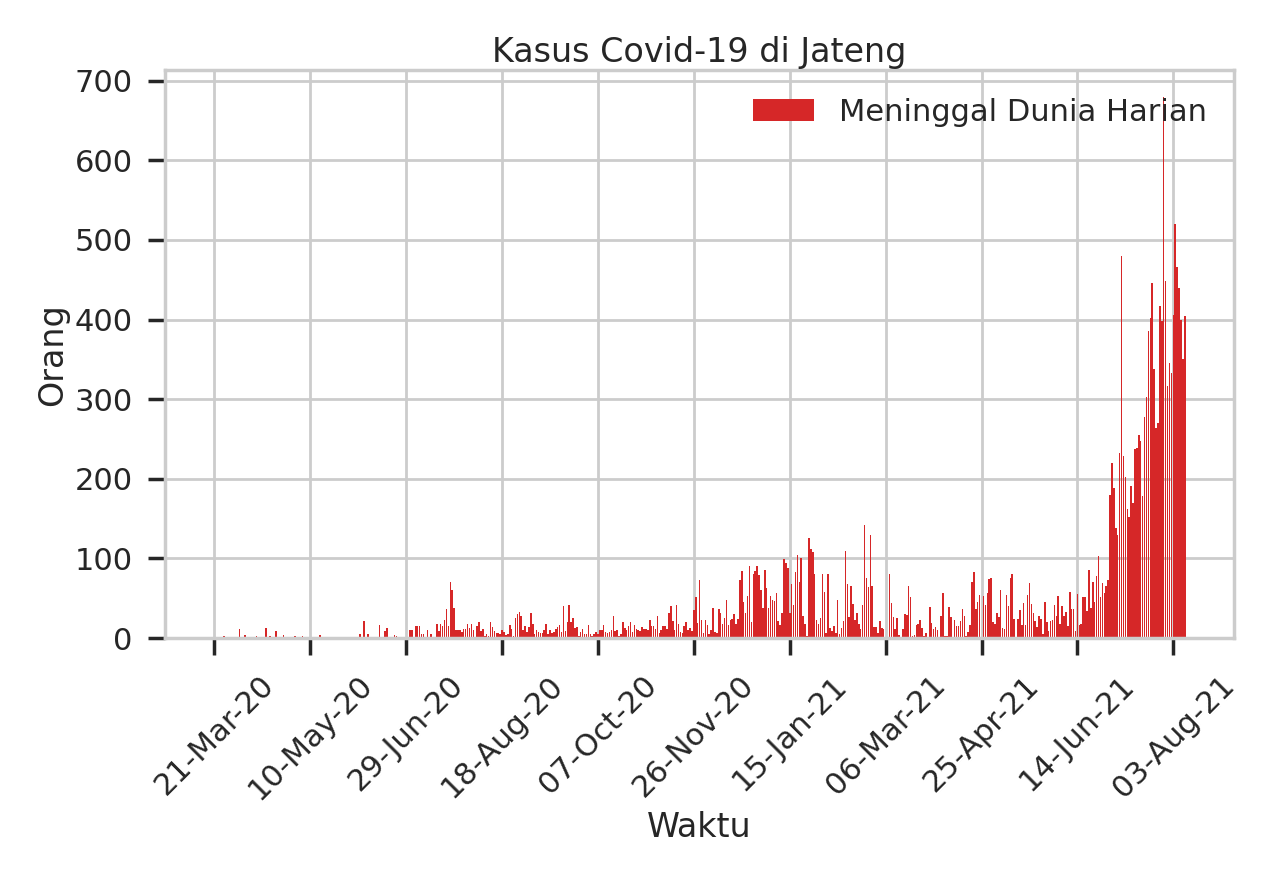 Kasus Covid-19 di Jateng
Meninggal Dunia Harian
Orang
700
600
500
400
300
200
100
0
21-Mar-20
10-May-20
29-Jun-20
18-Aug-20
07-Oct-20
26-Nov-20
15-Jan-21
06-Mar-21
25-Apr-21
14-Jun-21
03-Aug-21
Waktu